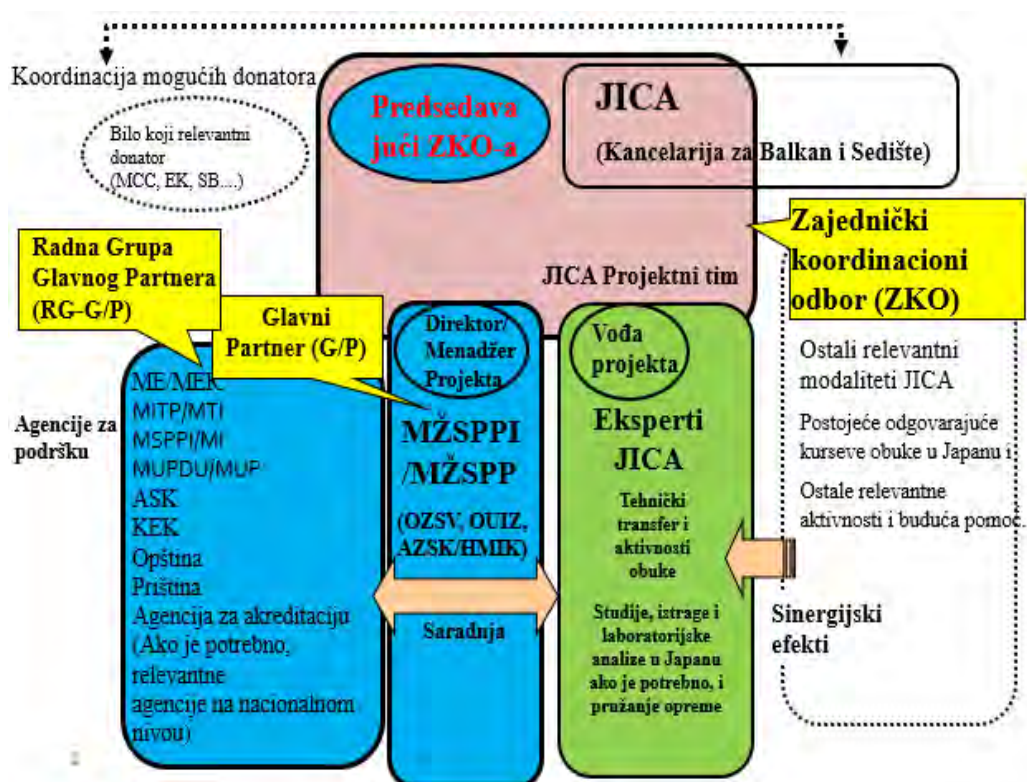 Koordinacija mogućih donatora
Bilo koji relevantni
donator
(MCC, EK, SB....)
Predsedava
jući ZKO-a
JICA
(Kancelarija za Balkan i Sedište)
Radna Grupa
Glavnog Partnera
(RG-G/P)
Glavni
Partner (G/P)
JICA Projektni tim
Zajednički
koordinacioni
odbor (ZKO)
Agencije za
podršku
ME/MEK
MITP/MTI
MSPPI/MI
MUPDU/MUP
ASK
KEK
Opština
Priština
Agencija za akreditaciju
(Ako je potrebno,
relevantne
agencije na nacionalnom
nivou)
Direktor/
Menadžer
Projekta
MŽSPPI
/MŽSPP
(OZSV, OUIZ,
AZSK/HMIK)
Saradnja
Vođa
projekta
Eksperti
JICA
Tehnički
transfer i
aktivnosti
obuke
Studije, istrage i
laboratorijske
analize u Japanu
ako je potrebno, i
pružanje opreme
Ostali relevantni
modaliteti JICA
Postojeće odgovarajuće
kurseve obuke u Japanu i
Ostale relevantne
aktivnosti i buduća pomoć.
Sinergijski
efekti